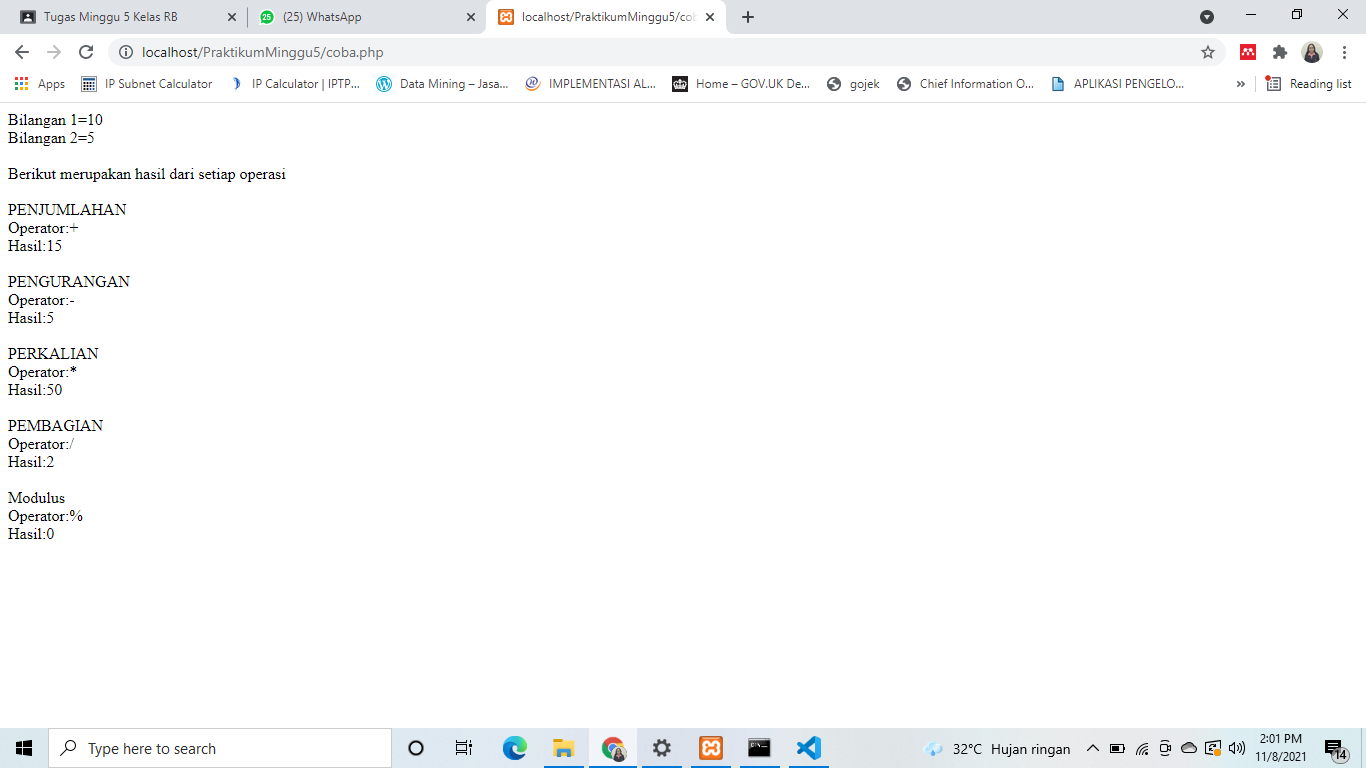 Tugas Minggu 5 Kelas RB
25
(25) WhatsApp
localhost/PraktikumMinggu5/cob
localhost/PraktikumMinggu5/coba.php
Apps
IP Subnet Calculator
IP Calculator | IPTP...
Data Mining – Jasa...
IMPLEMENTASI AL...
Home – GOV.UK De...
gojek
Chief Information O...
APLIKASI PENGELO...
»
Reading list
Bilangan 1=10
Bilangan 2=5
Berikut merupakan hasil dari setiap operasi
PENJUMLAHAN
Operator:+
Hasil:15
PENGURANGAN
Operator:-
Hasil:5
PERKALIAN
Operator:*
Hasil:50
PEMBAGIAN
Operator:/
Hasil:2
Modulus
Operator:%
Hasil:0
Type here to search
32°C Hujan ringan
2:01 PM
11/8/2021
14